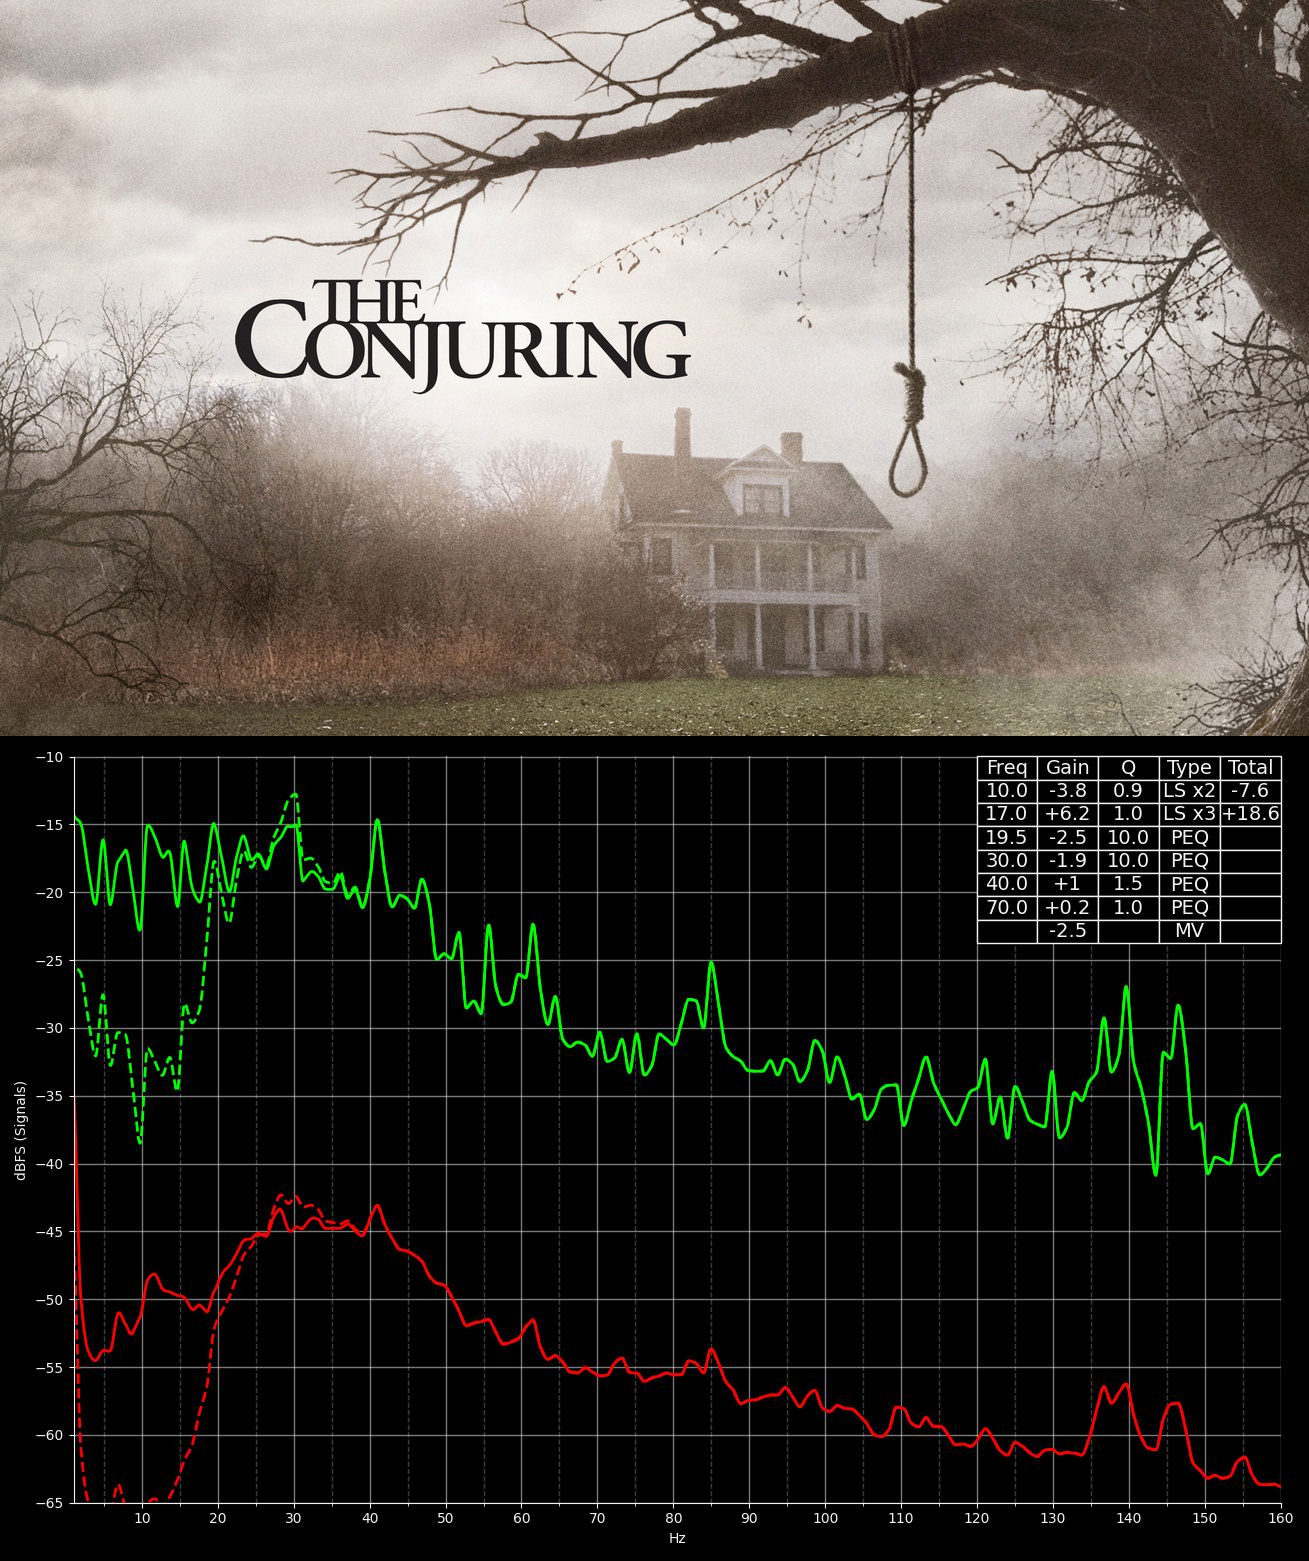 THE
CONJURING
Freq Gain Q Type Total
10.0 -3.8 0.9 LS x2 -7.6
17.0 +6.2 1.0 LS x3 +18.6
19.5 -2.5 10.0 PEQ
30.0 -1.9 10.0 PEQ
40.0 +1 1.5 PEQ
70.0 +0.2 1.0 PEQ
-2.5 MV
−10
−15
−20
−25
−30
−35
−40
−45
−50
−55
−60
−65
dBFS (Signals)
10 20 30 40 50 60 70 80 90 100 110 120 130 140 150 160
Hz